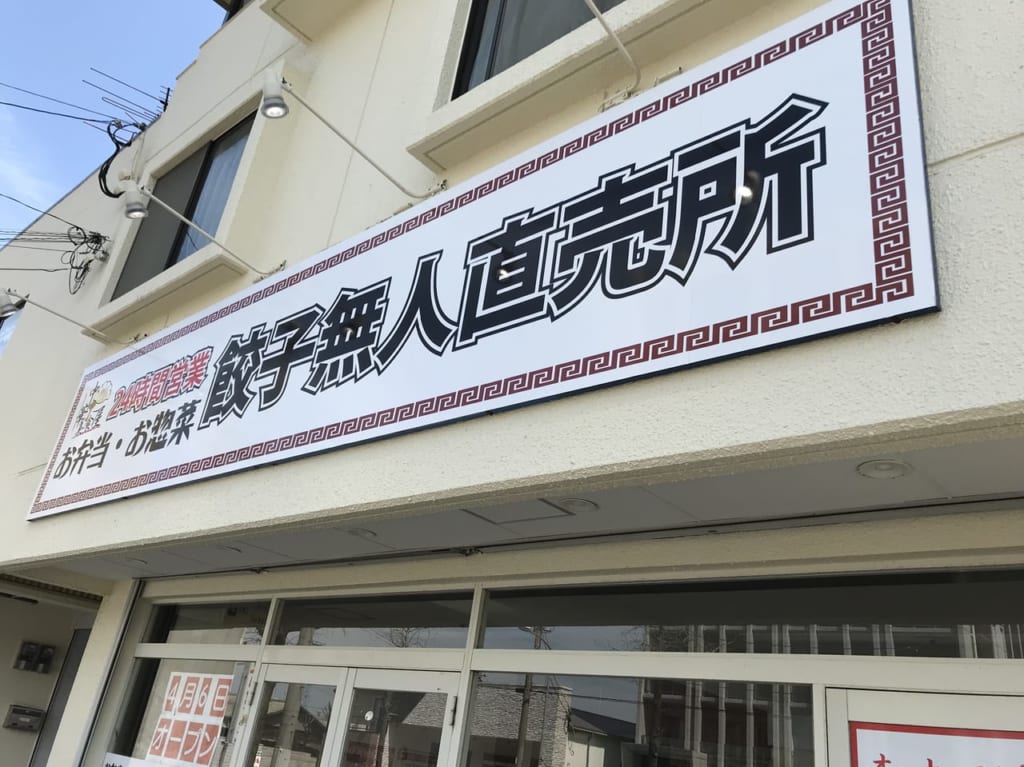 24時間営業
お弁当・お惣菜
餃子無人直売所
4月6日
オープン